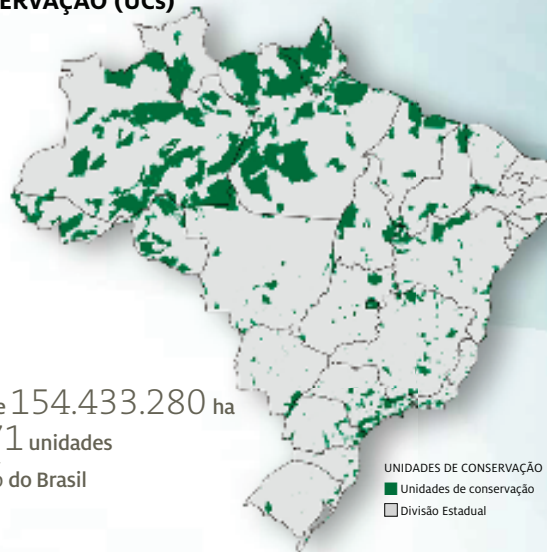 ERVAÇÃO (UCs)
e 154.433.280 ha
71 unidades
do Brasil
UNIDADES DE CONSERVAÇÃO
Unidades de conservação
Divisão Estadual